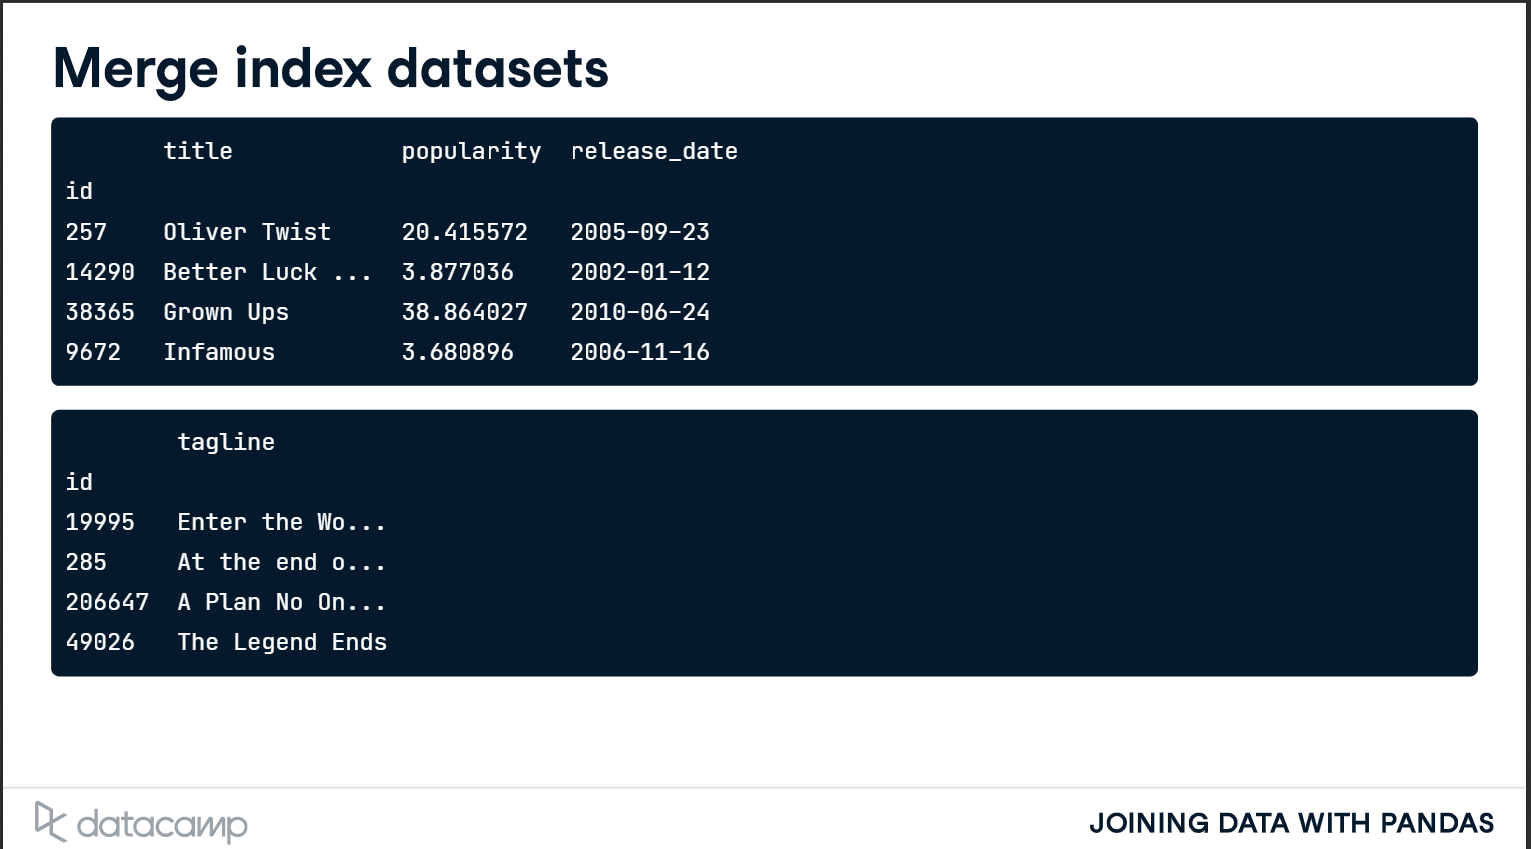 Merge index datasets
title popularity release_date
id
257 Oliver Twist 20.415572 2005-09-23
14290 Better Luck ... 3.877036 2002-01-12
38365 Grown Ups 38.864027 2010-06-24
9672 Infamous 3.680896 2006-11-16
tagline
id
19995 Enter the Wo...
285 At the end o...
206647 A Plan No On...
49026 The Legend Ends
datacamp
JOINING DATA WITH PANDAS